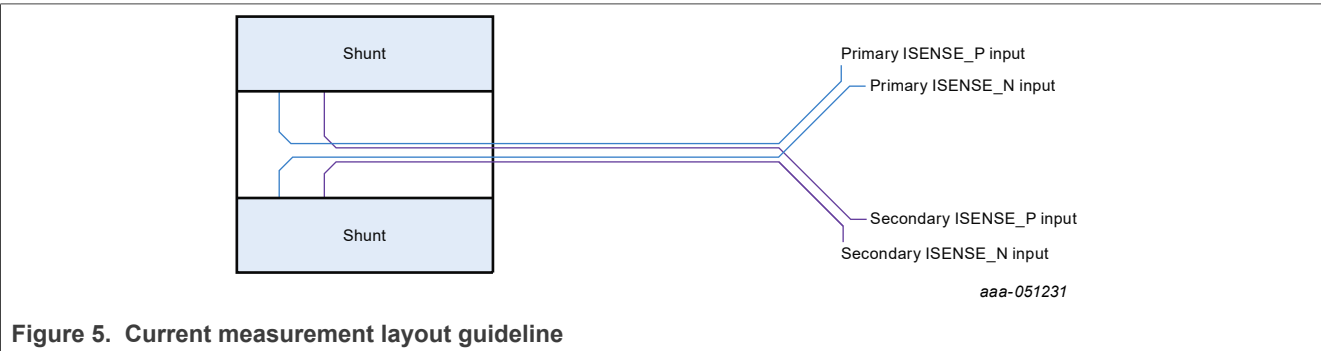 Shunt
Primary ISENSE_P input
Primary ISENSE_N input
Secondary ISENSE_P input
Shunt
Secondary ISENSE_N input
aaa-051231
Figure 5. Current measurement layout guideline